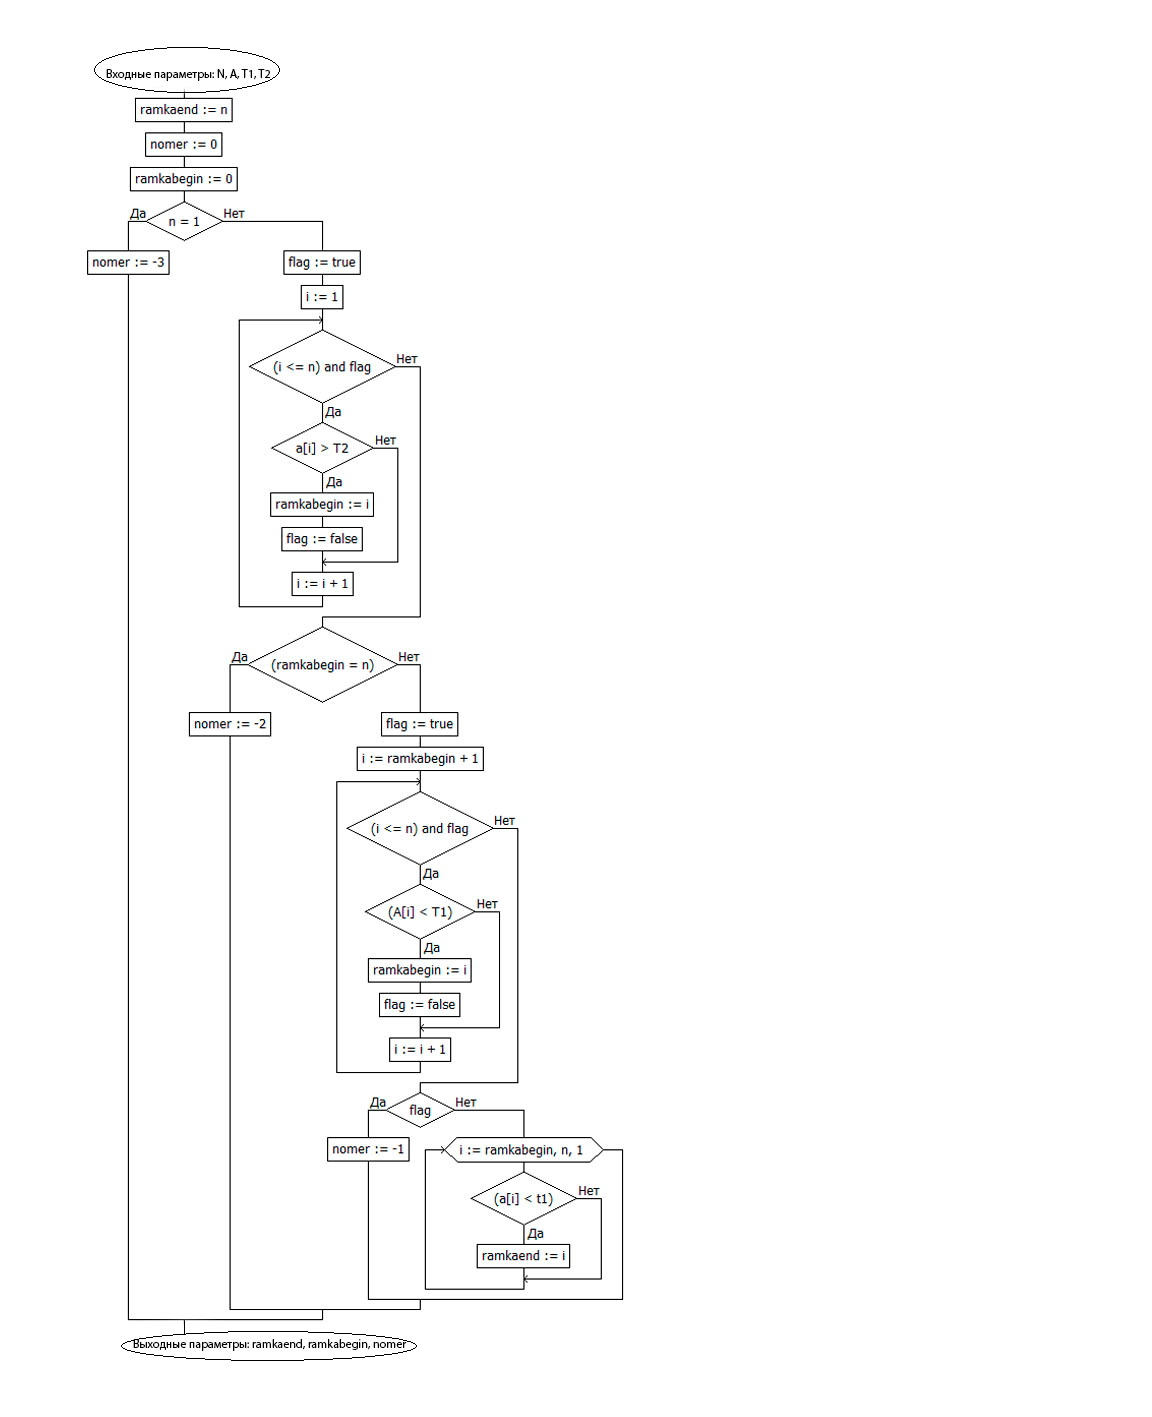 Входные параметры: N, A, T1, T2
ramkaend := n
nomer := 0
ramkabegin := 0
Да
Нет
n = 1
nomer := -3
flag := true
i := 1
Нет
(i <= n) and flag
Да
Нет
a[i] > T2
Да
ramkabegin := i
flag := false
i := i + 1
Да
Нет
(ramkabegin = n)
nomer := -2
flag := true
i := ramkabegin + 1
Нет
(i <= n) and flag
Да
Нет
(A[i] < T1)
Да
ramkabegin := i
flag := false
i := i + 1
Да
Нет
flag
nomer := -1
i := ramkabegin, n, 1
Нет
(a[i] < t1)
Да
ramkaend := i
Выходные параметры: ramkaend, ramkabegin, nomer